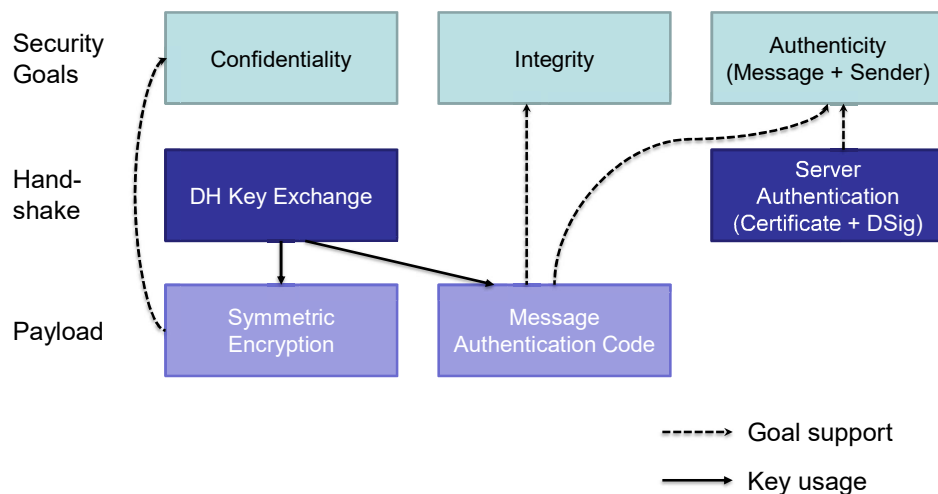 Security
Goals
Confidentiality
Integrity
Authenticity
(Message + Sender)
Hand-
shake
DH Key Exchange
Server
Authentication
(Certificate + DSig)
Payload
Symmetric
Encryption
Message
Authentication Code
Goal support
Key usage